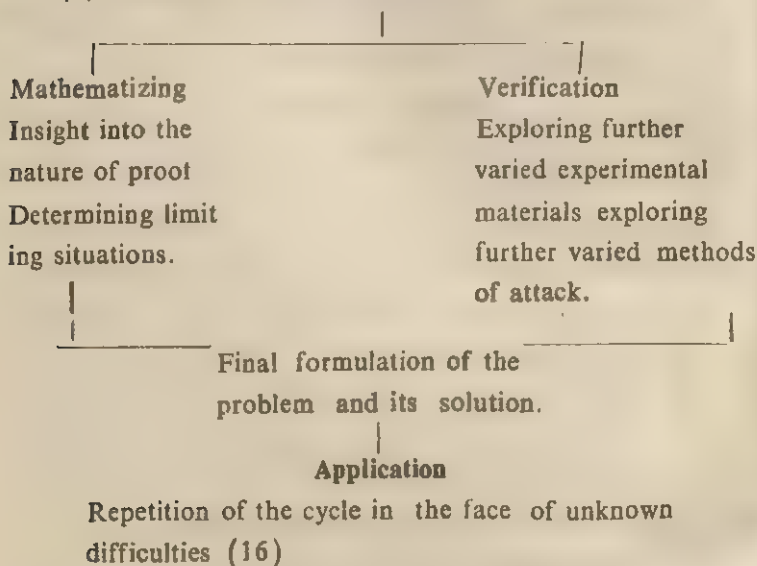 Mathematizing
Insight into the
nature of proof
Determining limit
ing situations.
Verification
Exploring further
varied experimental
materials exploring
further varied methods
of attack.
Final formulation of the
problem and its solution.
Application
Repetition of the cycle in the face of unknown
difficulties (16)